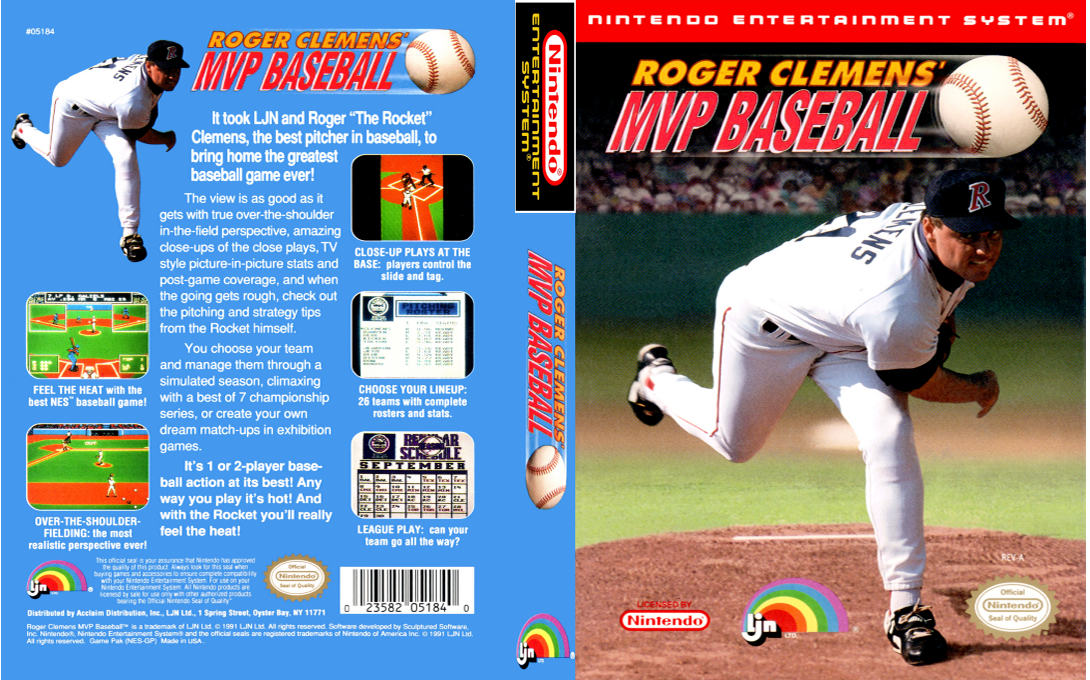 #05184
ROGER CLEMENS'
MVP BASEBALL
It took LJN and Roger “The Rocket”
Clemens, the best pitcher in baseball, to
bring home the greatest
baseball game ever!
The view is as good as it
gets with true over-the-shoulder
in-the-field perspective, amazing
close-ups of the close plays, TV
style picture-in-picture stats and
post-game coverage, and when
the going gets rough, check out
the pitching and strategy tips
from the Rocket himself.
You choose your team
and manage them through a
simulated season, climaxing
with a best of 7 championship
series, or create your own
dream match-ups in exhibition
games.
It's 1 or 2-player base-
ball action at its best! Any
way you play it's hot! And
with the Rocket you'll really
feel the heat!
FEEL THE HEAT with the
best NES™ baseball game!
OUT
OVER-THE-SHOULDER-
FIELDING: the most
realistic perspective ever!
CLOSE-UP PLAYS AT THE
BASE: players control the
slide and tag.
PITCHING
ROSTER
CHOOSE YOUR LINEUP:
26 teams with complete
rosters and stats.
REGULAR
SEASON
SCHEDULE
SEPTEMBER
LEAGUE PLAY: can your
team go all the way?
ljn
®
This official seal is your assurance that Nintendo has approved
the quality of this product. Always look for this seal when
buying games and accessories to ensure complete compatibility
with your Nintendo Entertainment System. For use on your
Nintendo Entertainment System. All Nintendo products are
licensed by sale for use only with other authorized products
bearing the Official Nintendo Seal of Quality"
Official
Nintendo
Seal of Quality
0 23582 05184 0
Distributed by Acclaim Distribution, Inc., LJN Ltd., 1 Spring Street, Oyster Bay, NY 11771
Roger Clemens MVP Baseball™ is a trademark of LJN Ltd. © 1991 LJN Ltd. All rights reserved. Software developed by Sculptured Software,
Inc. Nintendo®, Nintendo Entertainment System® and the official seals are registered trademarks of Nintendo of America Inc. © 1991 LJN Ltd.
All rights reserved. Game Pak (NES-GP) Made in USA.
Nintendo®
ENTERTAINMENT
SYSTEM®
ROGER CLEMENS'
MVP BASEBALL
ljn
®
NINTENDO ENTERTAINMENT SYSTEM®
ROGER CLEMENS'
MVP BASEBALL
R
LEMENS
21
REV-A
LICENSED BY
Nintendo®
ljn
LTD.
®
Official
Nintendo
Seal of Quality